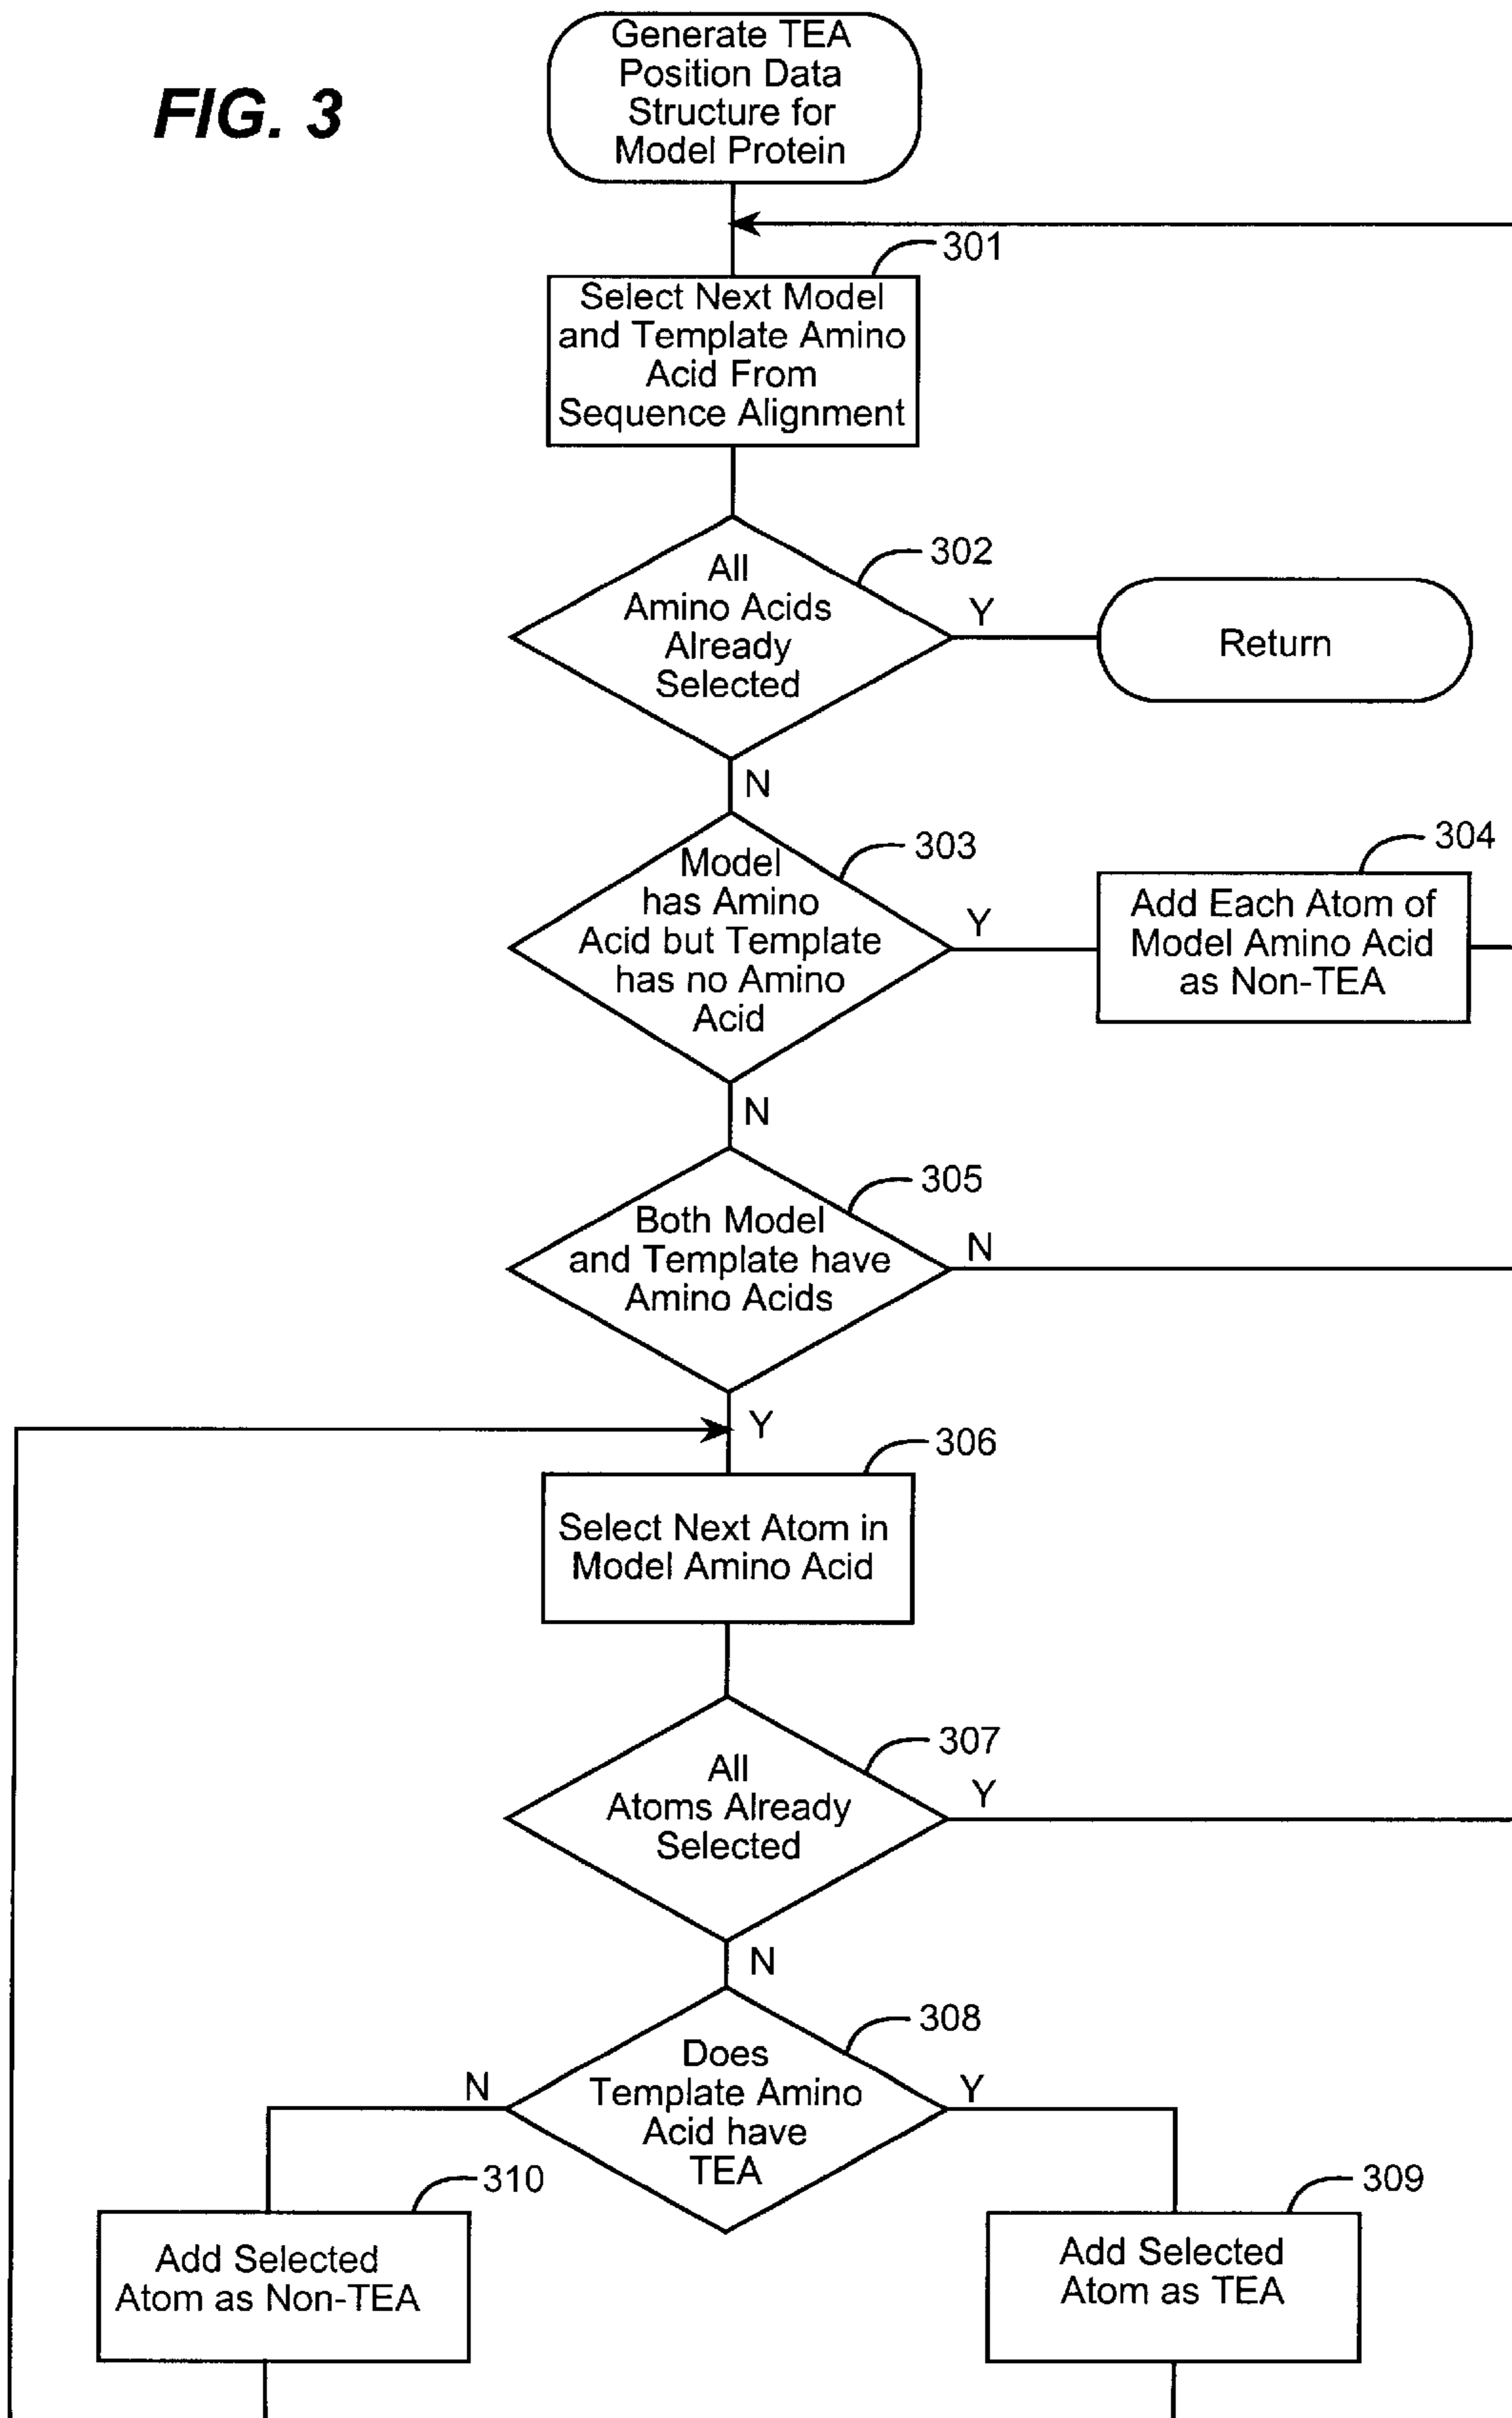 FIG. 3
Generate TEA
Position Data
Structure for
Model Protein
301
Select Next Model
and Template Amino
Acid From
Sequence Alignment
302
All
Amino Acids
Already
Selected
Y
Return
N
303
Model
has Amino
Acid but Template
has no Amino
Acid
Y
304
Add Each Atom of
Model Amino Acid
as Non-TEA
N
305
Both Model
and Template have
Amino Acids
N
Y
306
Select Next Atom in
Model Amino Acid
307
All
Atoms Already
Selected
Y
N
308
Does
Template Amino
Acid have
TEA
N
Y
310
Add Selected
Atom as Non-TEA
309
Add Selected
Atom as TEA